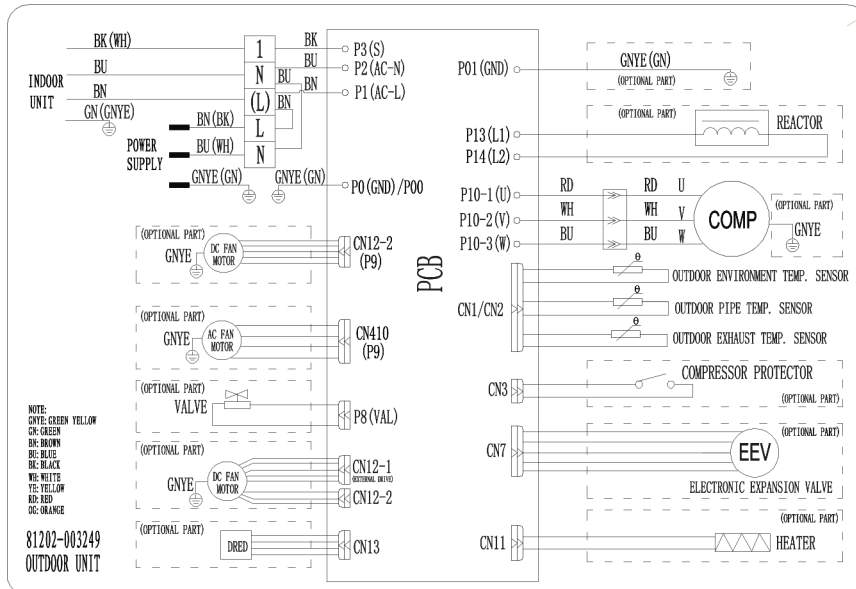 BK(WH)
BU
INDOOR
UNIT
BN
GN(GNYE)
BN(BK)
POWER
SUPPLY
BU(WH)
GNYE(GN)
GNYE(GN)
1
N
(L)
L
N
BK
BU
BU
BN
BN
P3(S)
P2(AC-N)
P1(AC-L)
P0(GND)/P00
(OPTIONAL PART)
DC FAN
MOTOR
GNYE
CN12-2
(P9)
(OPTIONAL PART)
AC FAN
MOTOR
GNYE
CN410
(P9)
(OPTIONAL PART)
VALVE
P8(VAL)
(OPTIONAL PART)
DC FAN
MOTOR
GNYE
CN12-1
(EXTERNAL DRIVE)
CN12-2
(OPTIONAL PART)
DRED
CN13
NOTE:
GNYE: GREEN YELLOW
GN: GREEN
BN: BROWN
BU: BLUE
BK: BLACK
WH: WHITE
YE: YELLOW
RD: RED
OG: ORANGE
81202-003249
OUTDOOR UNIT
PCB
P01(GND)
GNYE(GN)
(OPTIONAL PART)
(OPTIONAL PART)
REACTOR
P13(L1)
P14(L2)
P10-1(U)
P10-2(V)
P10-3(W)
RD
WH
BU
RD
WH
BU
U
V
W
COMP
(OPTIONAL PART)
GNYE
CN1/CN2
θ
OUTDOOR ENVIRONMENT TEMP. SENSOR
θ
OUTDOOR PIPE TEMP. SENSOR
θ
OUTDOOR EXHAUST TEMP. SENSOR
CN3
COMPRESSOR PROTECTOR
(OPTIONAL PART)
CN7
(OPTIONAL PART)
EEV
ELECTRONIC EXPANSION VALVE
(OPTIONAL PART)
CN11
HEATER